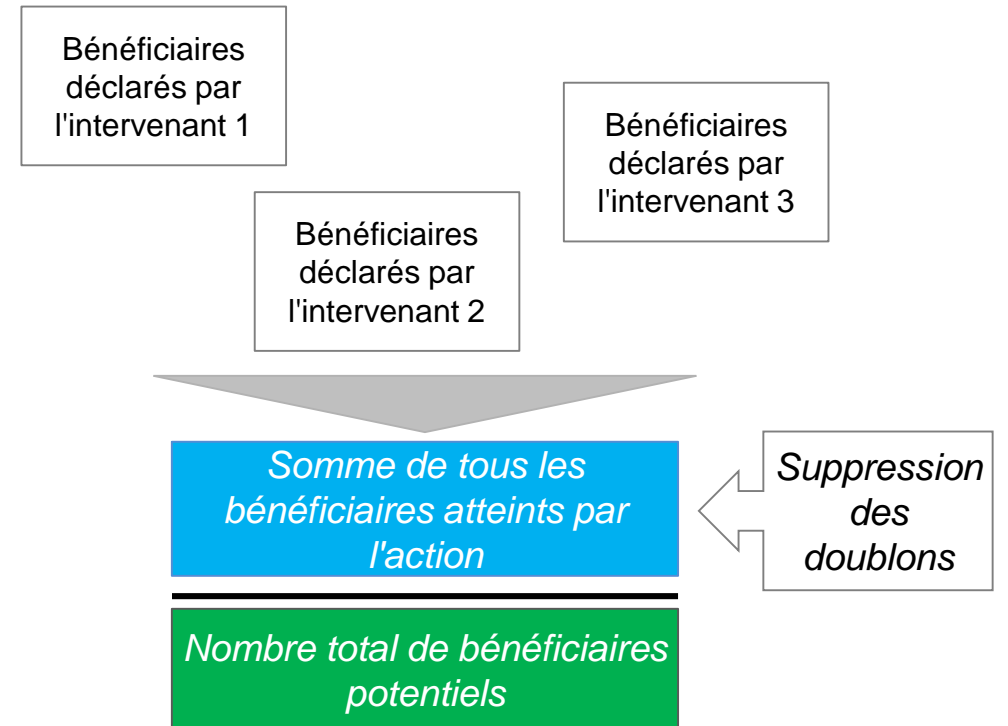 Bénéficiaires
déclarés par
l'intervenant 1
Bénéficiaires
déclarés par
l'intervenant 3
Bénéficiaires
déclarés par
l'intervenant 2
Somme de tous les
bénéficiaires atteints par
l'action
Suppression
des
doublons
Nombre total de bénéficiaires
potentiels